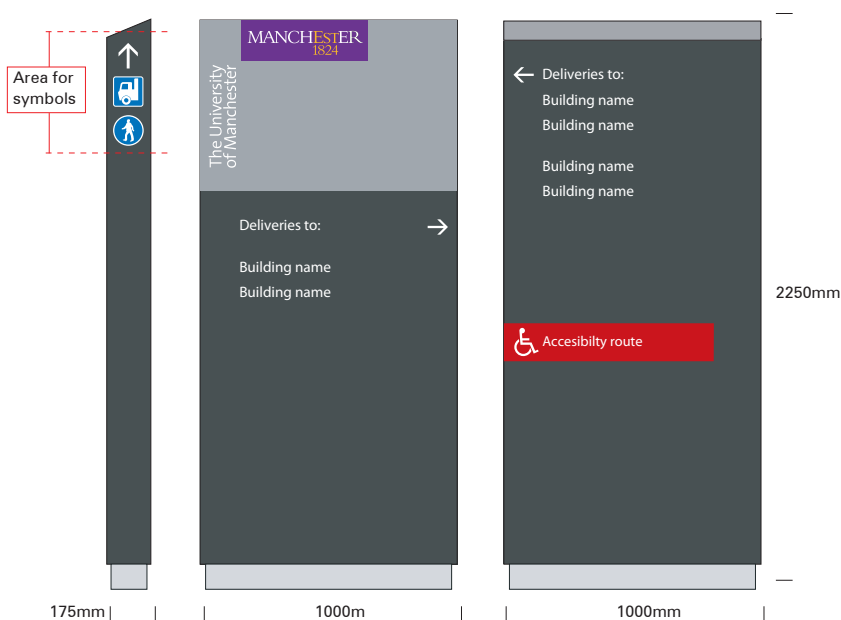 Area for
symbols
The University
of Manchester
MANCHESTER
1824
Deliveries to:
Building name
Building name
Deliveries to:
Building name
Building name
Building name
Building name
Accesibilty route
2250mm
175mm
1000m
1000mm